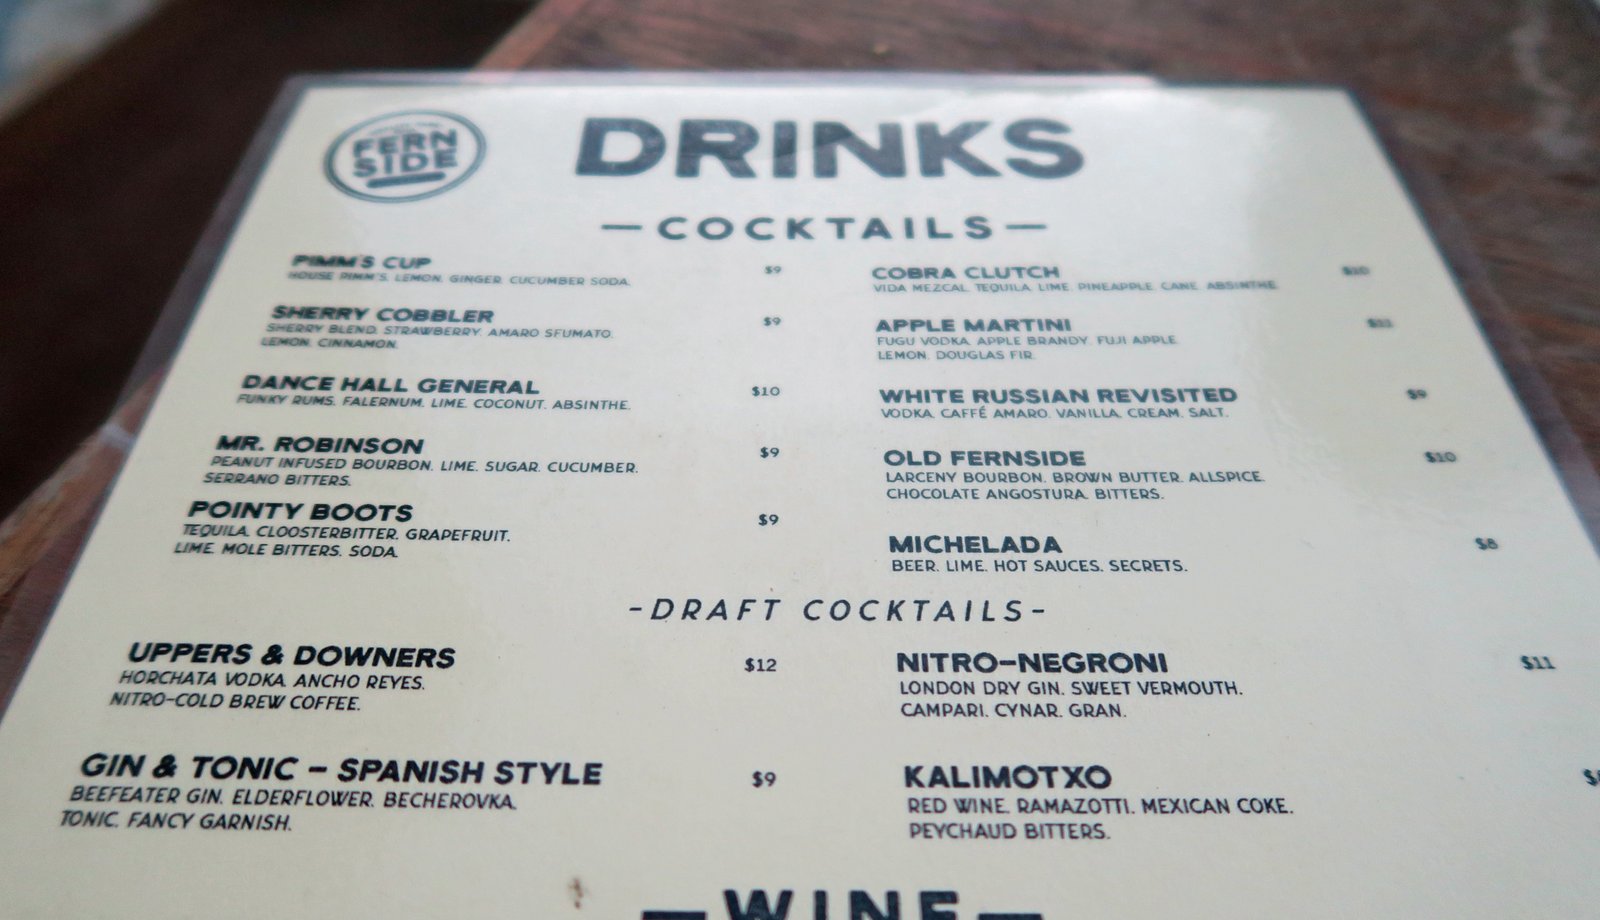 FERN
SIDE
DRINKS
—COCKTAILS—
PIMM'S CUP $9
HOUSE PIMM'S. LEMON. GINGER. CUCUMBER SODA.
SHERRY COBBLER $9
SHERRY BLEND. STRAWBERRY. AMARO SFUMATO.
LEMON. CINNAMON.
DANCE HALL GENERAL $10
FUNKY RUMS. FALERNUM. LIME. COCONUT. ABSINTHE.
MR. ROBINSON $9
PEANUT INFUSED BOURBON. LIME. SUGAR. CUCUMBER.
SERRANO BITTERS.
POINTY BOOTS $9
TEQUILA. CLOOSTERBITTER. GRAPEFRUIT.
LIME. MOLE BITTERS. SODA.
COBRA CLUTCH $10
VIDA MEZCAL. TEQUILA. LIME. PINEAPPLE. CANE. ABSINTHE.
APPLE MARTINI
FUGU VODKA. APPLE BRANDY. FUJI APPLE.
LEMON. DOUGLAS FIR.
WHITE RUSSIAN REVISITED $9
VODKA. CAFFÉ AMARO. VANILLA. CREAM. SALT.
OLD FERNSIDE $10
LARCENY BOURBON. BROWN BUTTER. ALLSPICE.
CHOCOLATE ANGOSTURA. BITTERS.
MICHELADA $8
BEER. LIME. HOT SAUCES. SECRETS.
-DRAFT COCKTAILS-
UPPERS & DOWNERS $12
HORCHATA VODKA. ANCHO REYES.
NITRO-COLD BREW COFFEE.
GIN & TONIC - SPANISH STYLE $9
BEEFEATER GIN. ELDERFLOWER. BECHEROVKA.
TONIC. FANCY GARNISH.
NITRO-NEGRONI $11
LONDON DRY GIN. SWEET VERMOUTH.
CAMPARI. CYNAR. GRAN.
KALIMOTXO
RED WINE. RAMAZOTTI. MEXICAN COKE.
PEYCHAUD BITTERS.
—WINE—